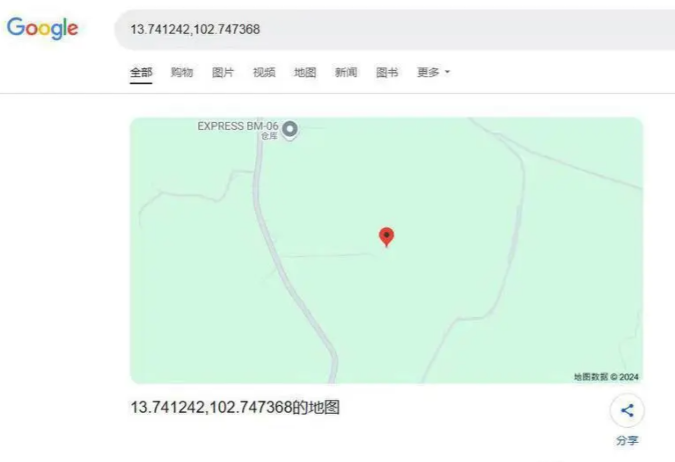 Google
13.741242,102.747368
全部 购物 图片 视频 地图 新闻 图书 更多
EXPRESS BM-06
仓库
地图数据 © 2024
13.741242,102.747368的地图
分享